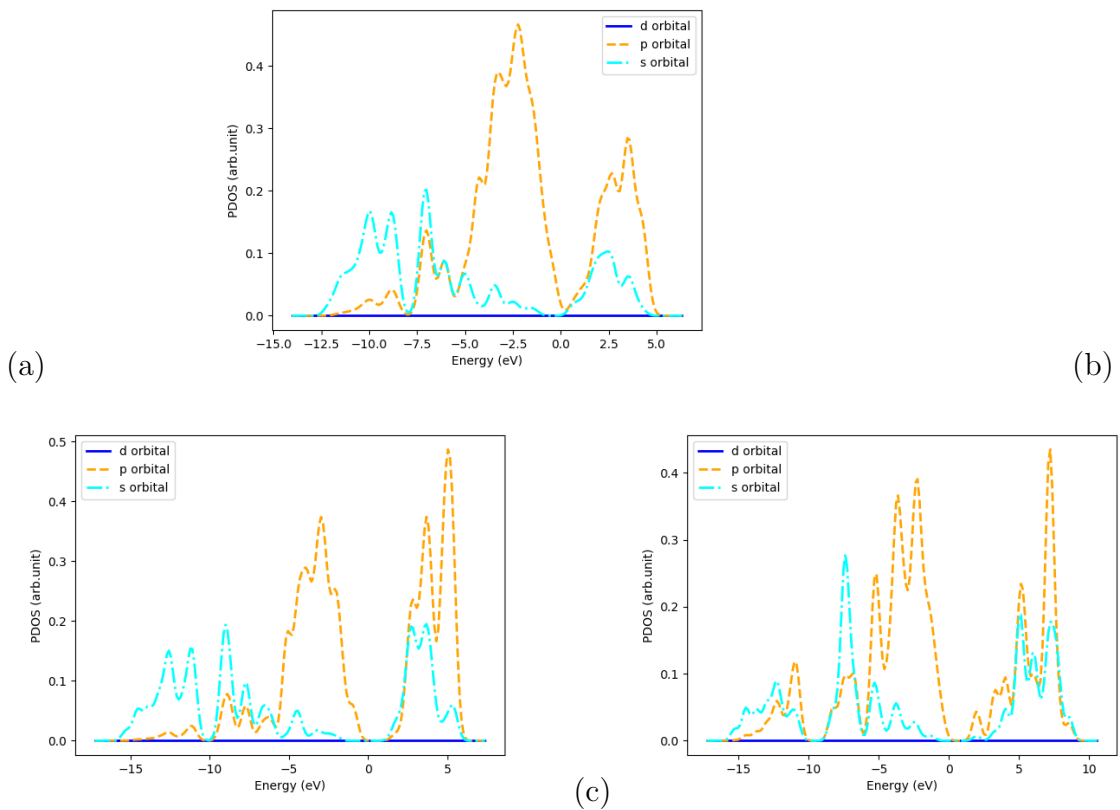 0.4
0.3
0.2
0.1
0.0
PDOS (arb.unit)
d orbital
p orbital
s orbital
−15.0 −12.5 −10.0 −7.5 −5.0 −2.5 0.0 2.5 5.0
Energy (eV)
(a)
(b)
0.5
0.4
0.3
0.2
0.1
0.0
PDOS (arb.unit)
d orbital
p orbital
s orbital
−15 −10 −5 0 5
Energy (eV)
(c)
0.4
0.3
0.2
0.1
0.0
PDOS (arb.unit)
d orbital
p orbital
s orbital
−15 −10 −5 0 5 10
Energy (eV)